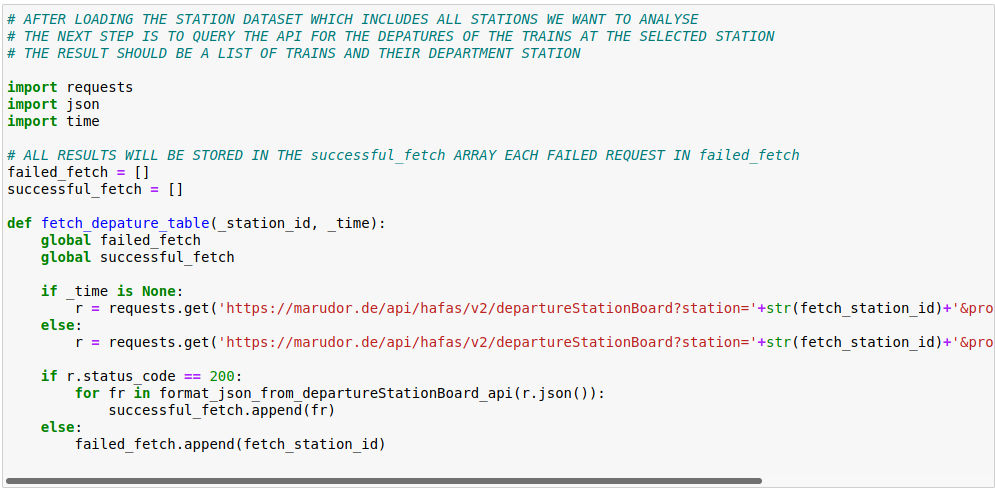 # AFTER LOADING THE STATION DATASET WHICH INCLUDES ALL STATIONS WE WANT TO ANALYSE
# THE NEXT STEP IS TO QUERY THE API FOR THE DEPATURES OF THE TRAINS AT THE SELECTED STATION
# THE RESULT SHOULD BE A LIST OF TRAINS AND THEIR DEPARTMENT STATION
import requests
import json
import time
# ALL RESULTS WILL BE STORED IN THE successful_fetch ARRAY EACH FAILED REQUEST IN failed_fetch
failed_fetch = []
successful_fetch = []
def fetch_depature_table(_station_id, _time):
    global failed_fetch
    global successful_fetch
    if _time is None:
        r = requests.get('https://marudor.de/api/hafas/v2/departureStationBoard?station='+str(fetch_station_id)+'&pro
    else:
        r = requests.get('https://marudor.de/api/hafas/v2/departureStationBoard?station='+str(fetch_station_id)+'&pro
    if r.status_code == 200:
        for fr in format_json_from_departureStationBoard_api(r.json()):
            successful_fetch.append(fr)
    else:
        failed_fetch.append(fetch_station_id)